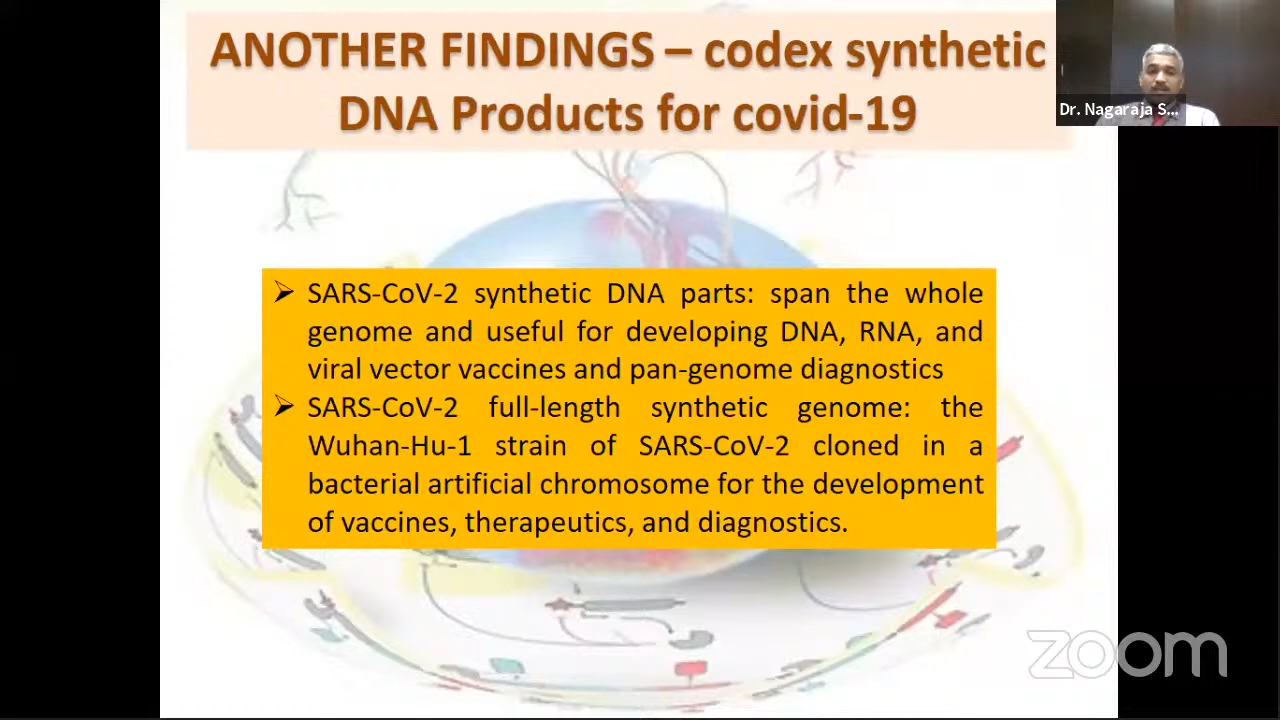 ANOTHER FINDINGS – codex synthetic
DNA Products for covid-19
Dr. Nagaraja S...
➢ SARS-CoV-2 synthetic DNA parts: span the whole
genome and useful for developing DNA, RNA, and
viral vector vaccines and pan-genome diagnostics
➢ SARS-CoV-2 full-length synthetic genome: the
Wuhan-Hu-1 strain of SARS-CoV-2 cloned in a
bacterial artificial chromosome for the development
of vaccines, therapeutics, and diagnostics.
zoom